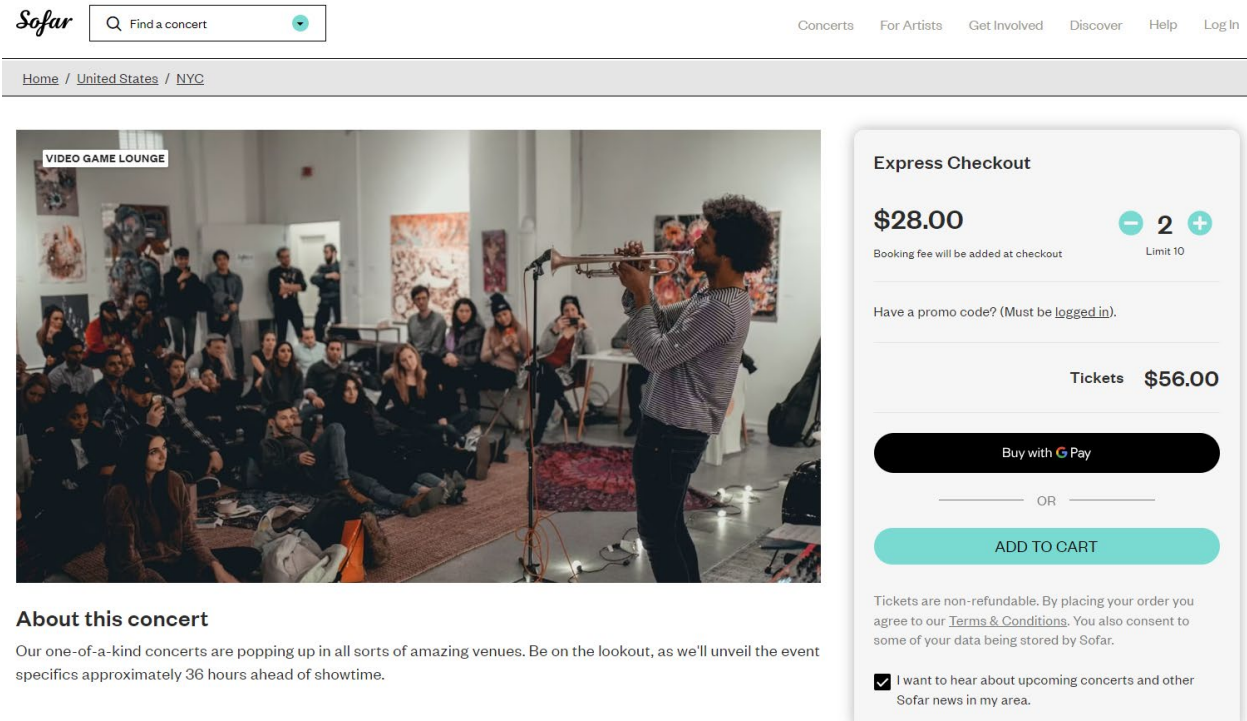 Sofar
Find a concert
Concerts
For Artists
Get Involved
Discover
Help
Log In
Home / United States / NYC
VIDEO GAME LOUNGE
About this concert
Our one-of-a-kind concerts are popping up in all sorts of amazing venues. Be on the lookout, as we'll unveil the event
specifics approximately 36 hours ahead of showtime.
Express Checkout
$28.00
2
Booking fee will be added at checkout
Limit 10
Have a promo code? (Must be logged in).
Tickets $56.00
Buy with G Pay
OR
ADD TO CART
Tickets are non-refundable. By placing your order you
agree to our Terms & Conditions. You also consent to
some of your data being stored by Sofar.
I want to hear about upcoming concerts and other
Sofar news in my area.